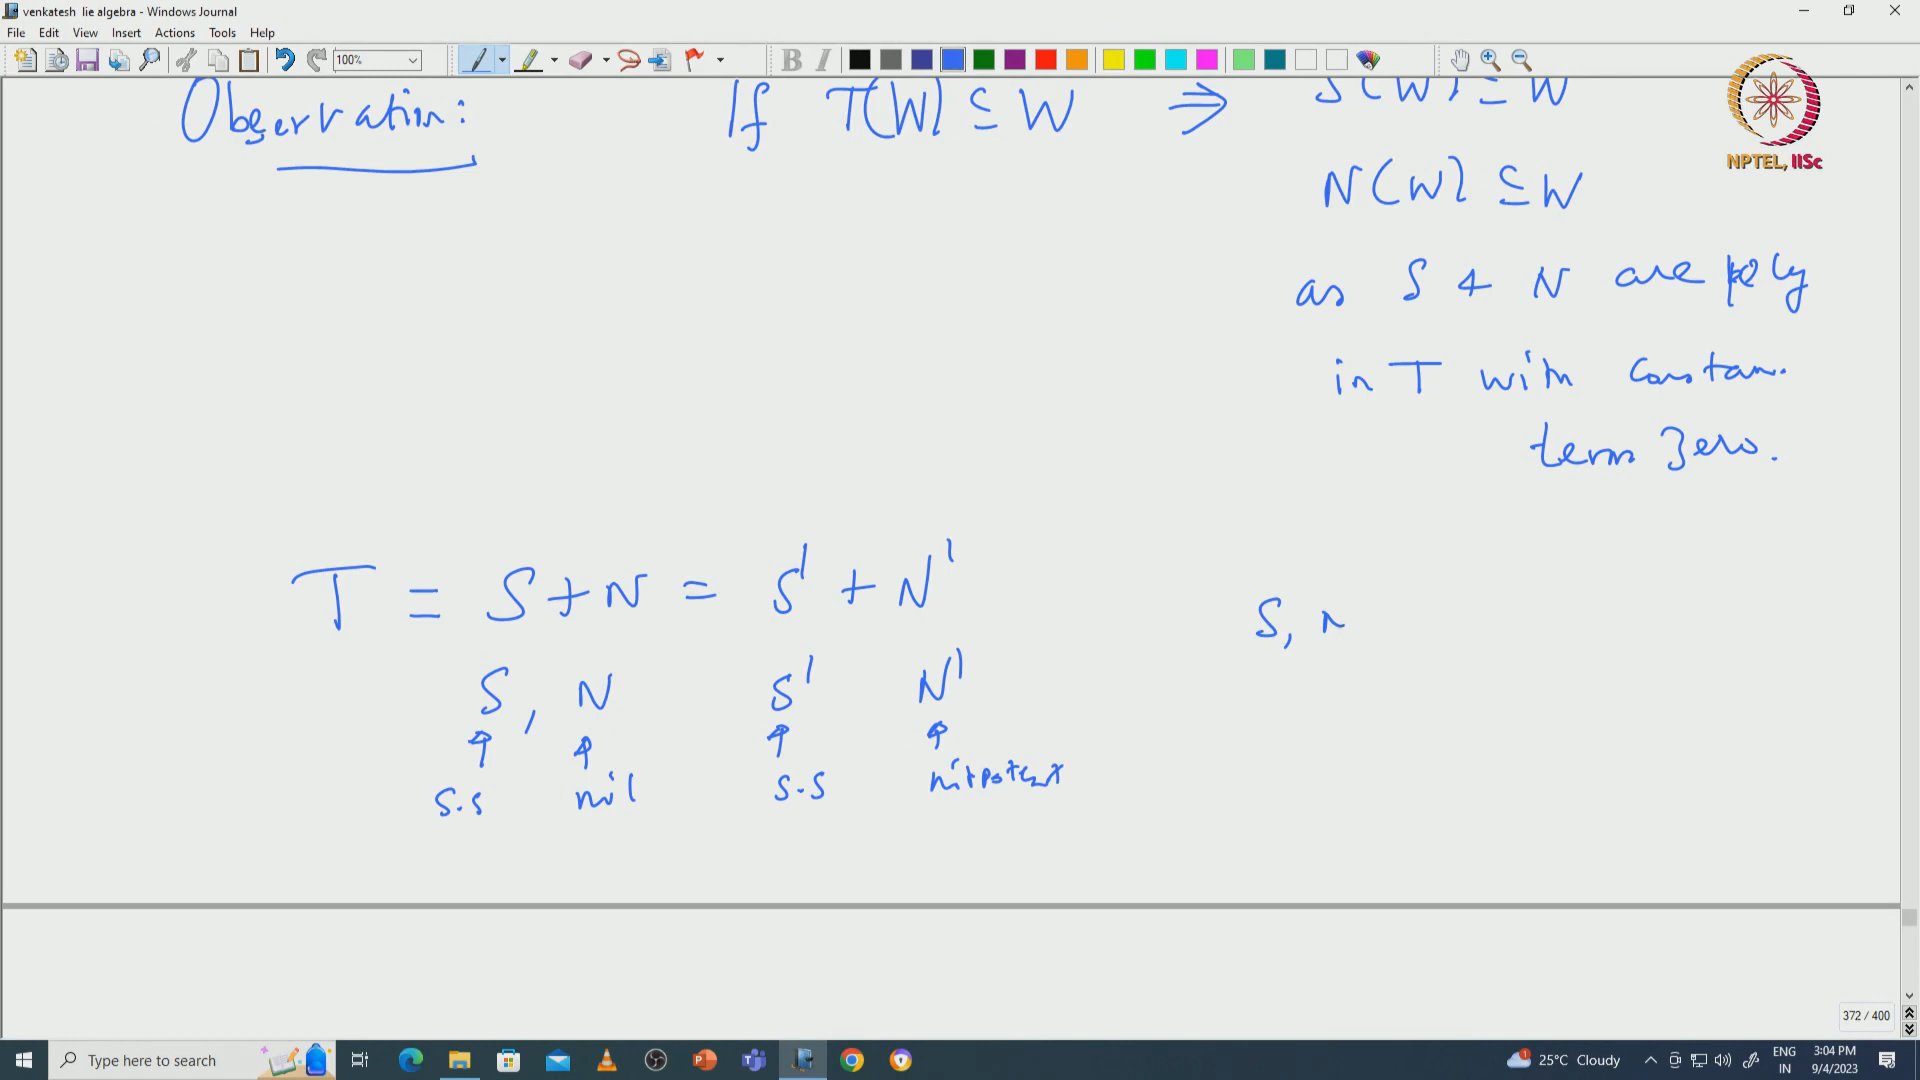 venkatesh lie algebra - Windows Journal
File Edit View Insert Actions Tools Help
100%
B I
Observation: If T(W) ⊆ W ⇒ S(W) ⊆ W
N(W) ⊆ W
as S & N are poly
in T with constan.
term zero.
NPTEL, IISc
T = S + N = S' + N'
S, N S' N'
s.s nil s.s nilpotent
S, n
372 / 400
Type here to search
25°C Cloudy
ENG
IN
3:04 PM
9/4/2023